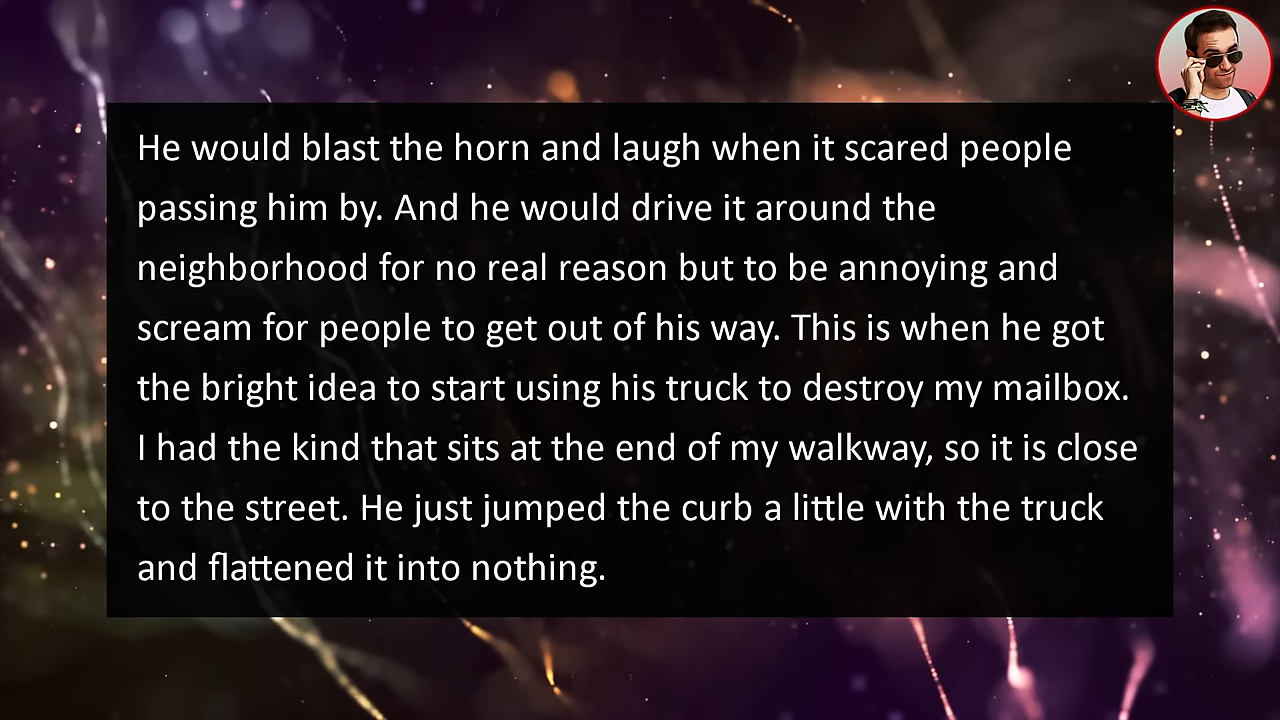 He would blast the horn and laugh when it scared people
passing him by. And he would drive it around the
neighborhood for no real reason but to be annoying and
scream for people to get out of his way. This is when he got
the bright idea to start using his truck to destroy my mailbox.
I had the kind that sits at the end of my walkway, so it is close
to the street. He just jumped the curb a little with the truck
and flattened it into nothing.